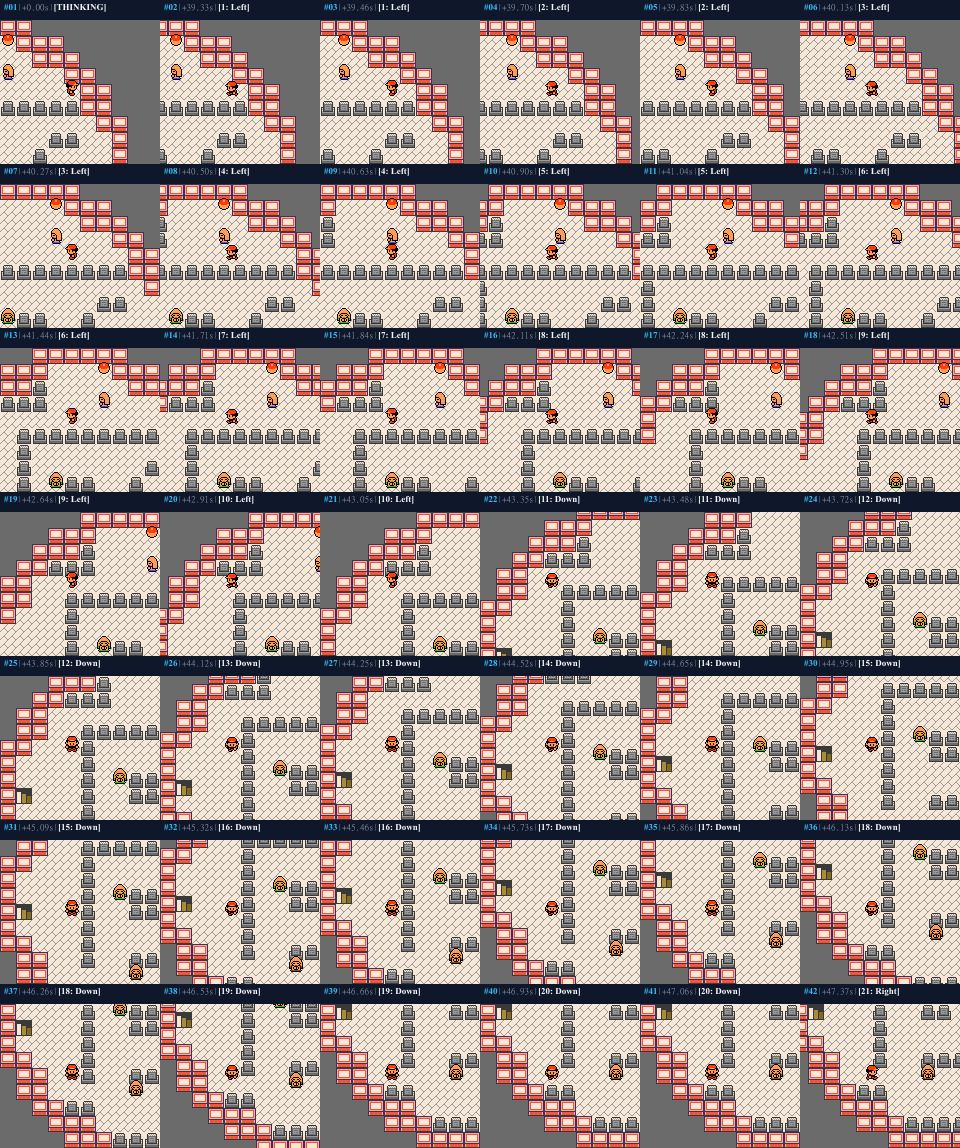 #01|+0.00s|[THINKING] #02|+39.33s|[1: Left] #03|+39.46s|[1: Left] #04|+39.70s|[2: Left] #05|+39.83s|[2: Left] #06|+40.13s|[3: Left]
#07|+40.27s|[3: Left] #08|+40.50s|[4: Left] #09|+40.63s|[4: Left] #10|+40.90s|[5: Left] #11|+41.04s|[5: Left] #12|+41.30s|[6: Left]
#13|+41.44s|[6: Left] #14|+41.71s|[7: Left] #15|+41.84s|[7: Left] #16|+42.11s|[8: Left] #17|+42.24s|[8: Left] #18|+42.51s|[9: Left]
#19|+42.64s|[9: Left] #20|+42.91s|[10: Left] #21|+43.05s|[10: Left] #22|+43.35s|[11: Down] #23|+43.48s|[11: Down] #24|+43.72s|[12: Down]
#25|+43.85s|[12: Down] #26|+44.12s|[13: Down] #27|+44.25s|[13: Down] #28|+44.52s|[14: Down] #29|+44.65s|[14: Down] #30|+44.95s|[15: Down]
#31|+45.09s|[15: Down] #32|+45.32s|[16: Down] #33|+45.46s|[16: Down] #34|+45.73s|[17: Down] #35|+45.86s|[17: Down] #36|+46.13s|[18: Down]
#37|+46.26s|[18: Down] #38|+46.53s|[19: Down] #39|+46.66s|[19: Down] #40|+46.93s|[20: Down] #41|+47.06s|[20: Down] #42|+47.37s|[21: Right]